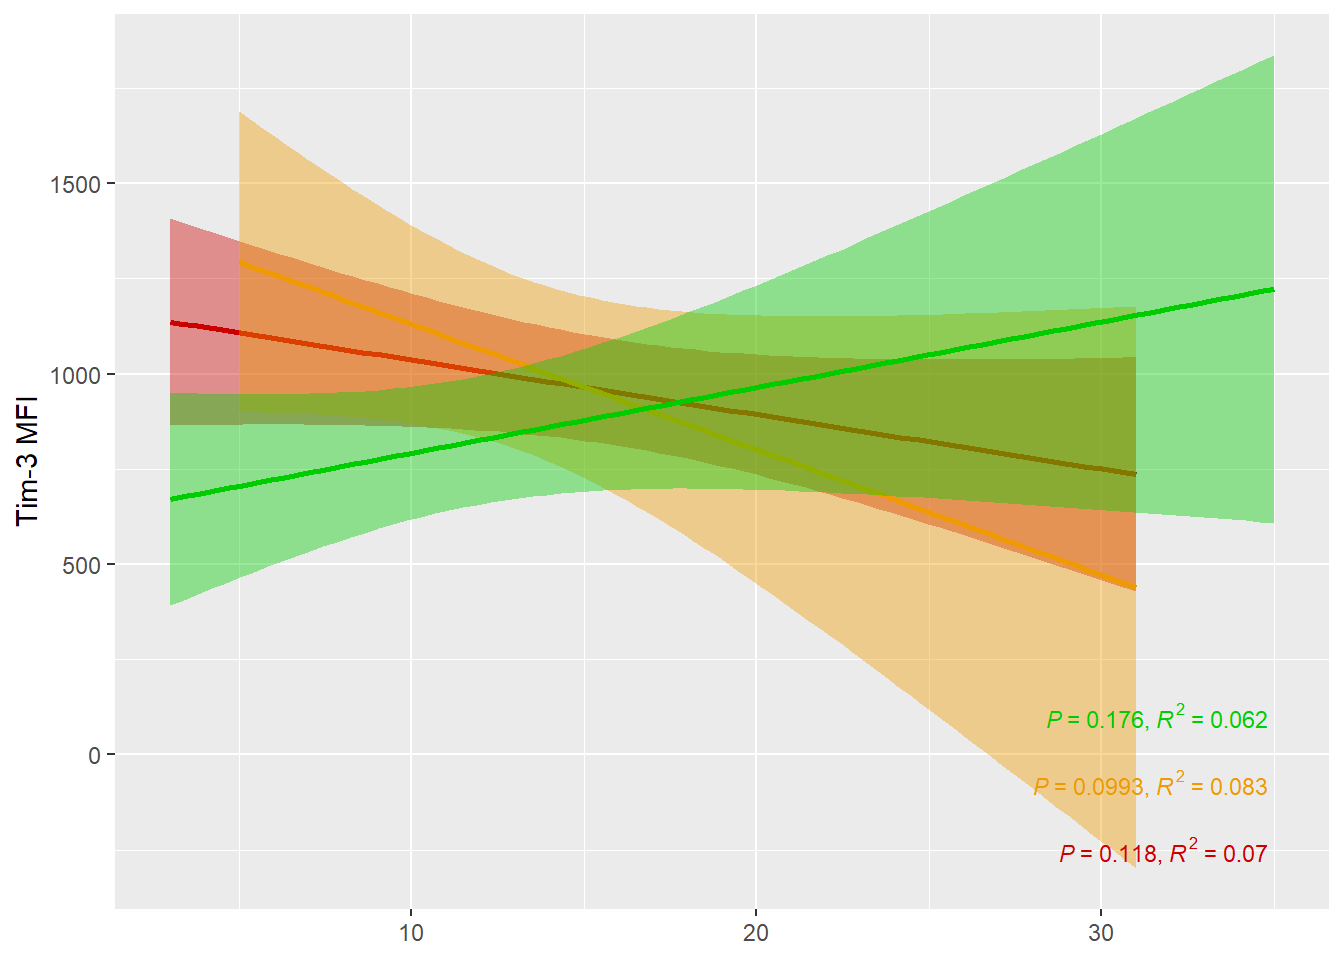 Tim-3 MFI
1500
1000
500
0
P = 0.176, R² = 0.062
P = 0.0993, R² = 0.083
P = 0.118, R² = 0.07
10 20 30